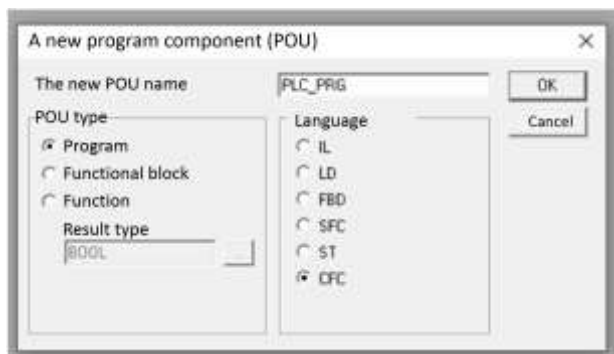 A new program component (POU)
The new POU name
PLC_PRG
OK
Cancel
POU type
Program
Functional block
Function
Result type
BOOL
...
Language
IL
LD
FBD
SFC
ST
CFC